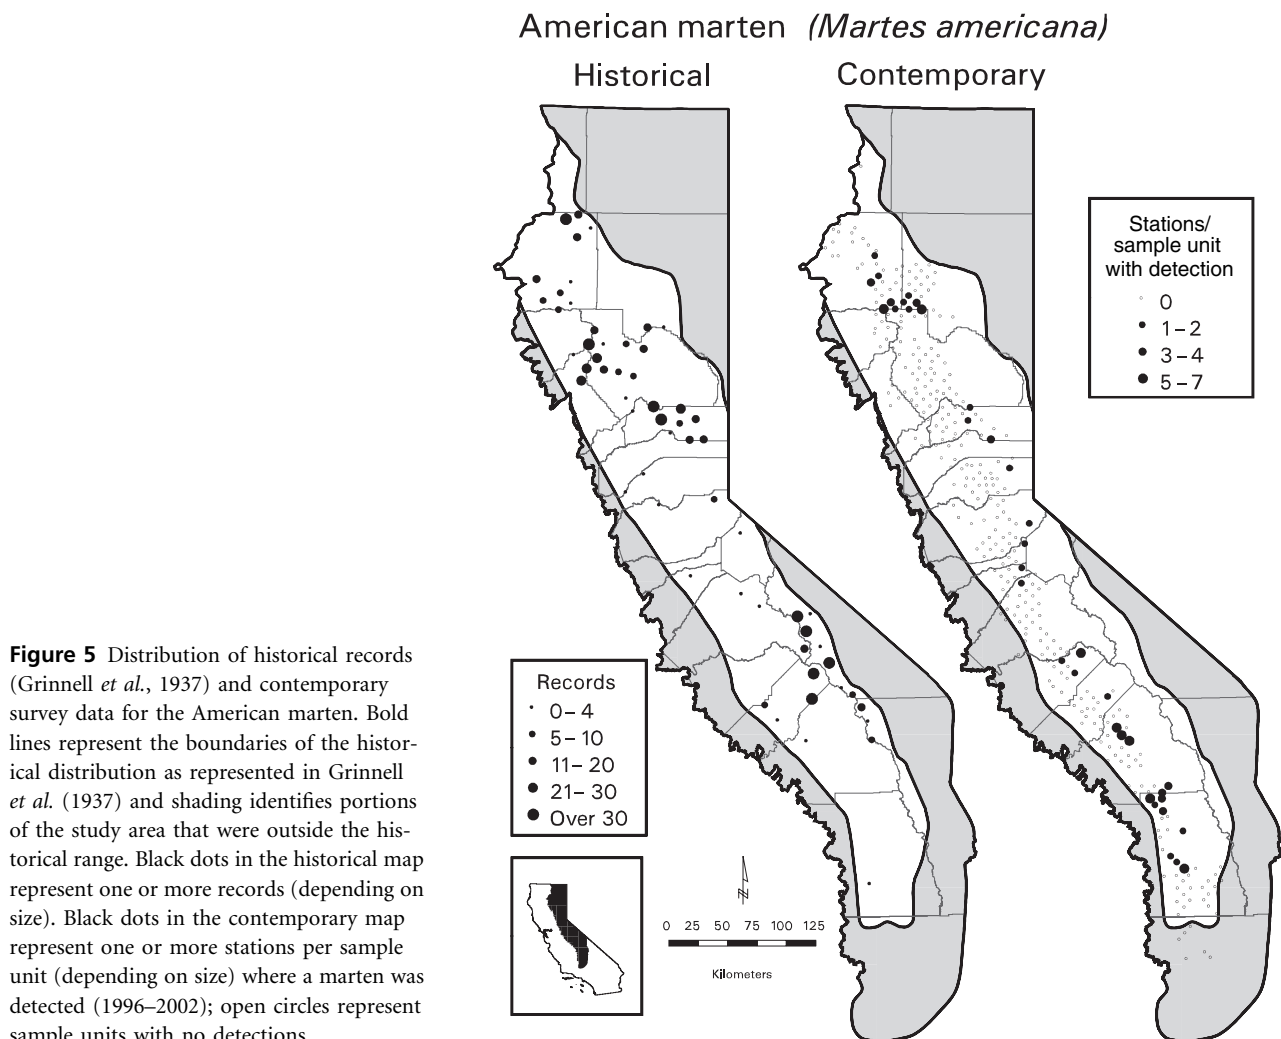 American marten (Martes americana)
Historical
Contemporary
Stations/
sample unit
with detection
0
1–2
3–4
5–7
Records
0–4
5–10
11–20
21–30
Over 30
0 25 50 75 100 125
Kilometers
Figure 5 Distribution of historical records
(Grinnell et al., 1937) and contemporary
survey data for the American marten. Bold
lines represent the boundaries of the histor-
ical distribution as represented in Grinnell
et al. (1937) and shading identifies portions
of the study area that were outside the his-
torical range. Black dots in the historical map
represent one or more records (depending on
size). Black dots in the contemporary map
represent one or more stations per sample
unit (depending on size) where a marten was
detected (1996–2002); open circles represent
sample units with no detections.